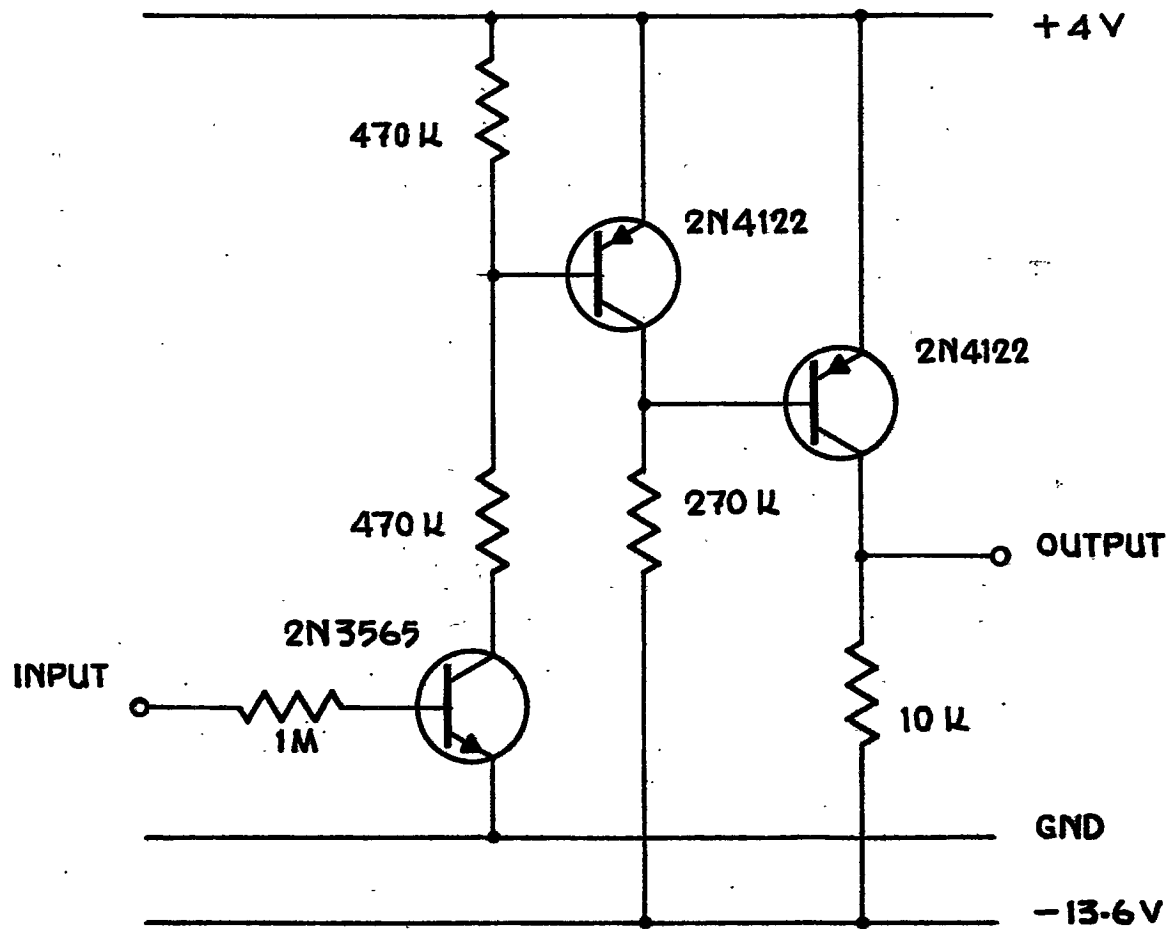 +4V
470 K
2N4122
2N4122
470 K
270 K
OUTPUT
2N3565
INPUT
1M
10 K
GND
-13.6V